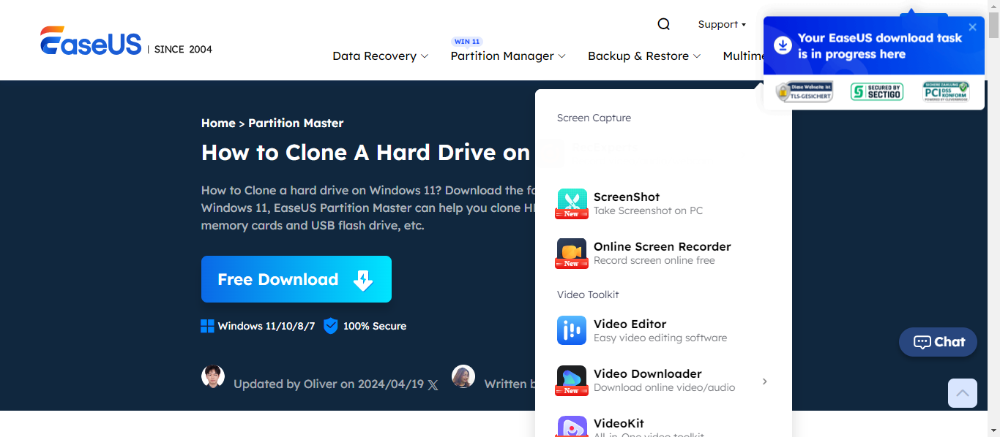 EaseUS | SINCE 2004
Support
WIN 11
Data Recovery
Partition Manager
Backup & Restore
Multime
Your EaseUS download task
is in progress here
Diese Webseite ist
TLS-GESICHERT
SECURED BY
SECTIGO
SICHERE ZAHLUNG
PCI DSS
KONFORM
Home > Partition Master
How to Clone A Hard Drive on
How to Clone a hard drive on Windows 11? Download the fo
Windows 11, EaseUS Partition Master can help you clone H
memory cards and USB flash drive, etc.
Free Download
Windows 11/10/8/7
100% Secure
Updated by Oliver on 2024/04/19
Written b
Screen Capture
ScreenShot
New
Take Screenshot on PC
Online Screen Recorder
New
Record screen online free
Video Toolkit
Video Editor
Easy video editing software
Video Downloader
New
Download online video/audio
VideoKit
All-in-One video toolkit
Chat